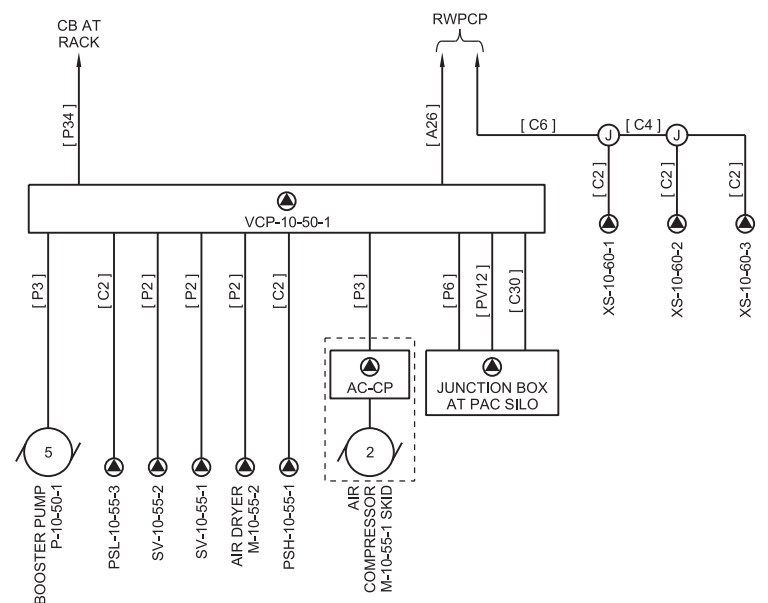 CB AT
RACK
RWPCP
[ P34 ]
[ A26 ]
[ C6 ]
J
[ C4 ]
J
[ C2 ]
[ C2 ]
[ C2 ]
VCP-10-50-1
XS-10-60-1
XS-10-60-2
XS-10-60-3
[ P3 ]
[ C2 ]
[ P2 ]
[ P2 ]
[ P2 ]
[ C2 ]
[ P3 ]
[ P6 ]
[ PV12 ]
[ C30 ]
AC-CP
JUNCTION BOX
AT PAC SILO
5
2
BOOSTER PUMP
P-10-50-1
PSL-10-55-3
SV-10-55-2
SV-10-55-1
AIR DRYER
M-10-55-2
PSH-10-55-1
AIR
COMPRESSOR
M-10-55-1 SKID